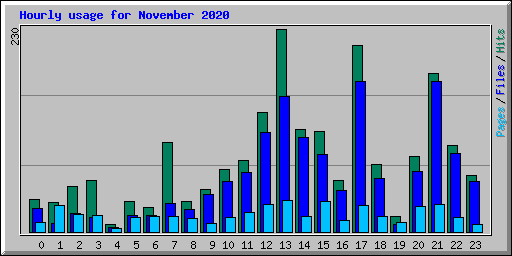 Hourly usage for November 2020
230
Pages / Files / Hits
0 1 2 3 4 5 6 7 8 9 10 11 12 13 14 15 16 17 18 19 20 21 22 23